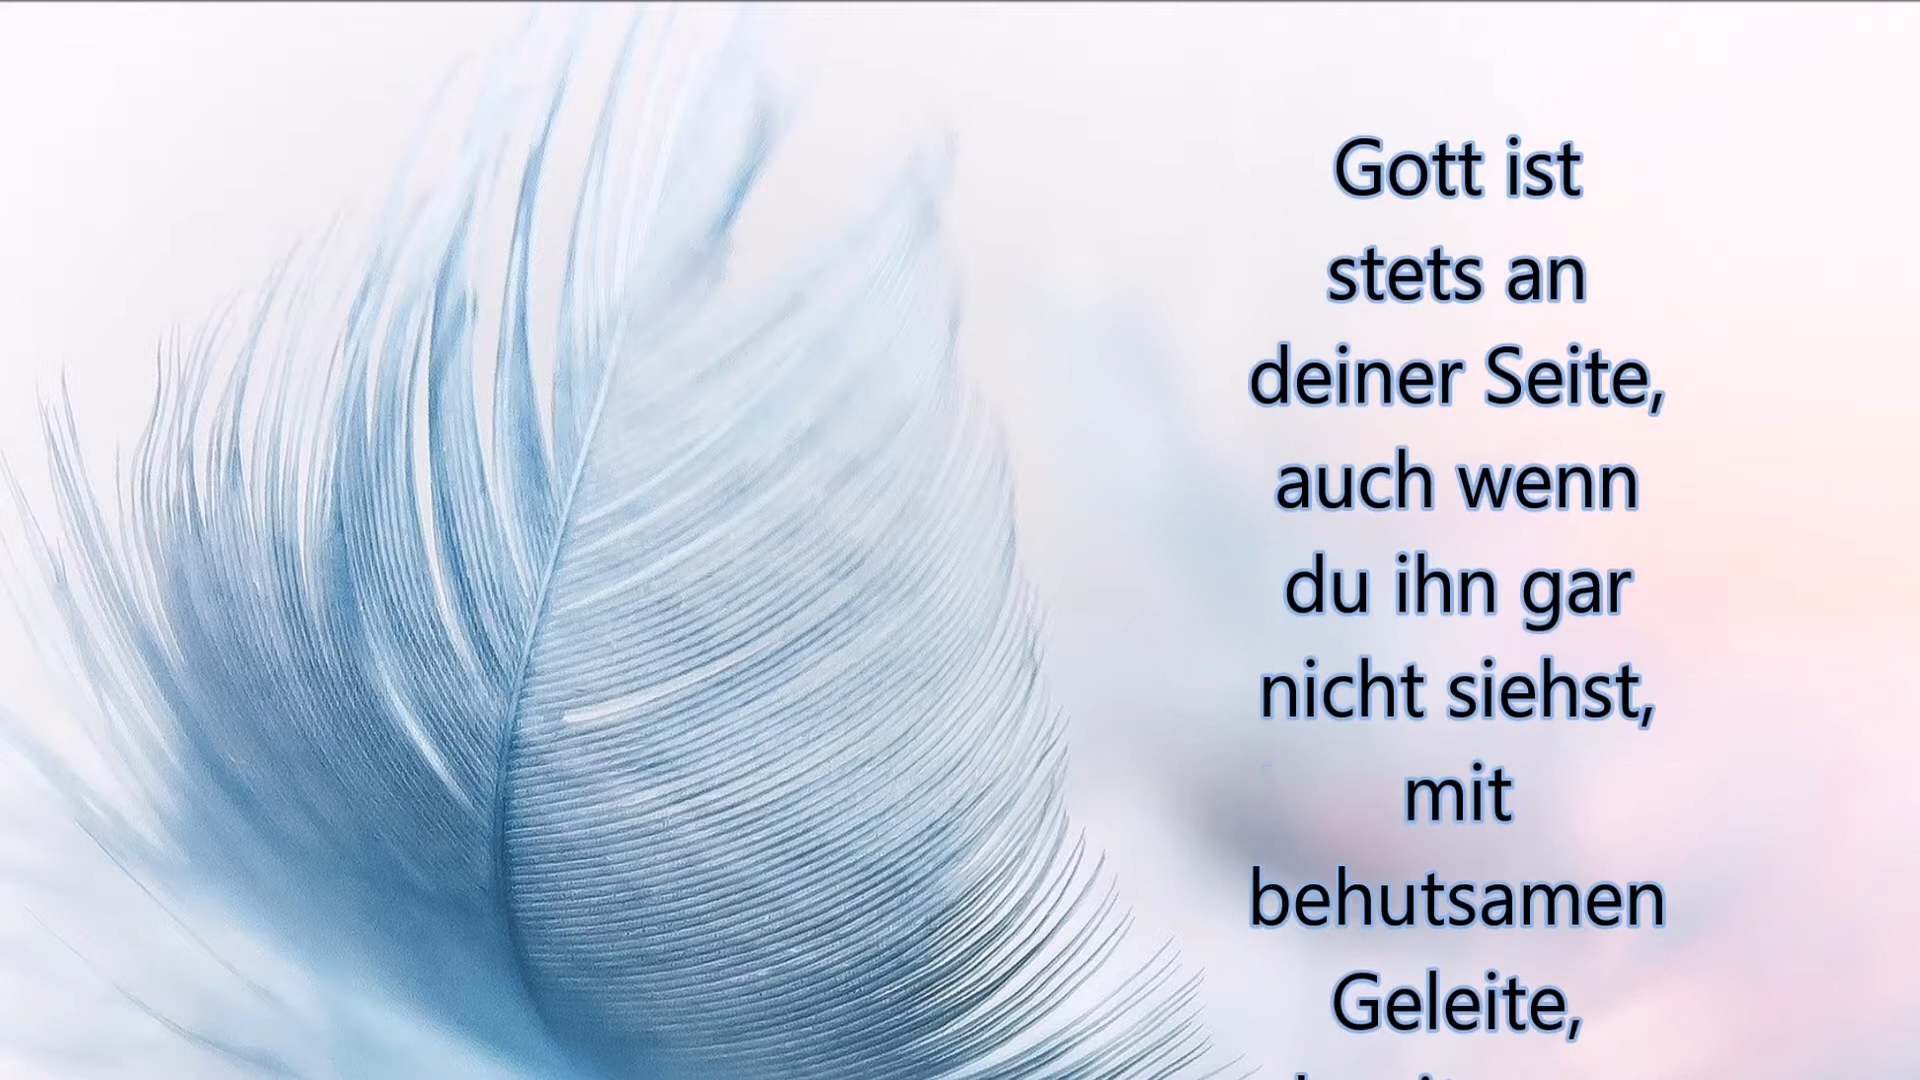 Gott ist
stets an
deiner Seite,
auch wenn
du ihn gar
nicht siehst,
mit
behutsamen
Geleite,